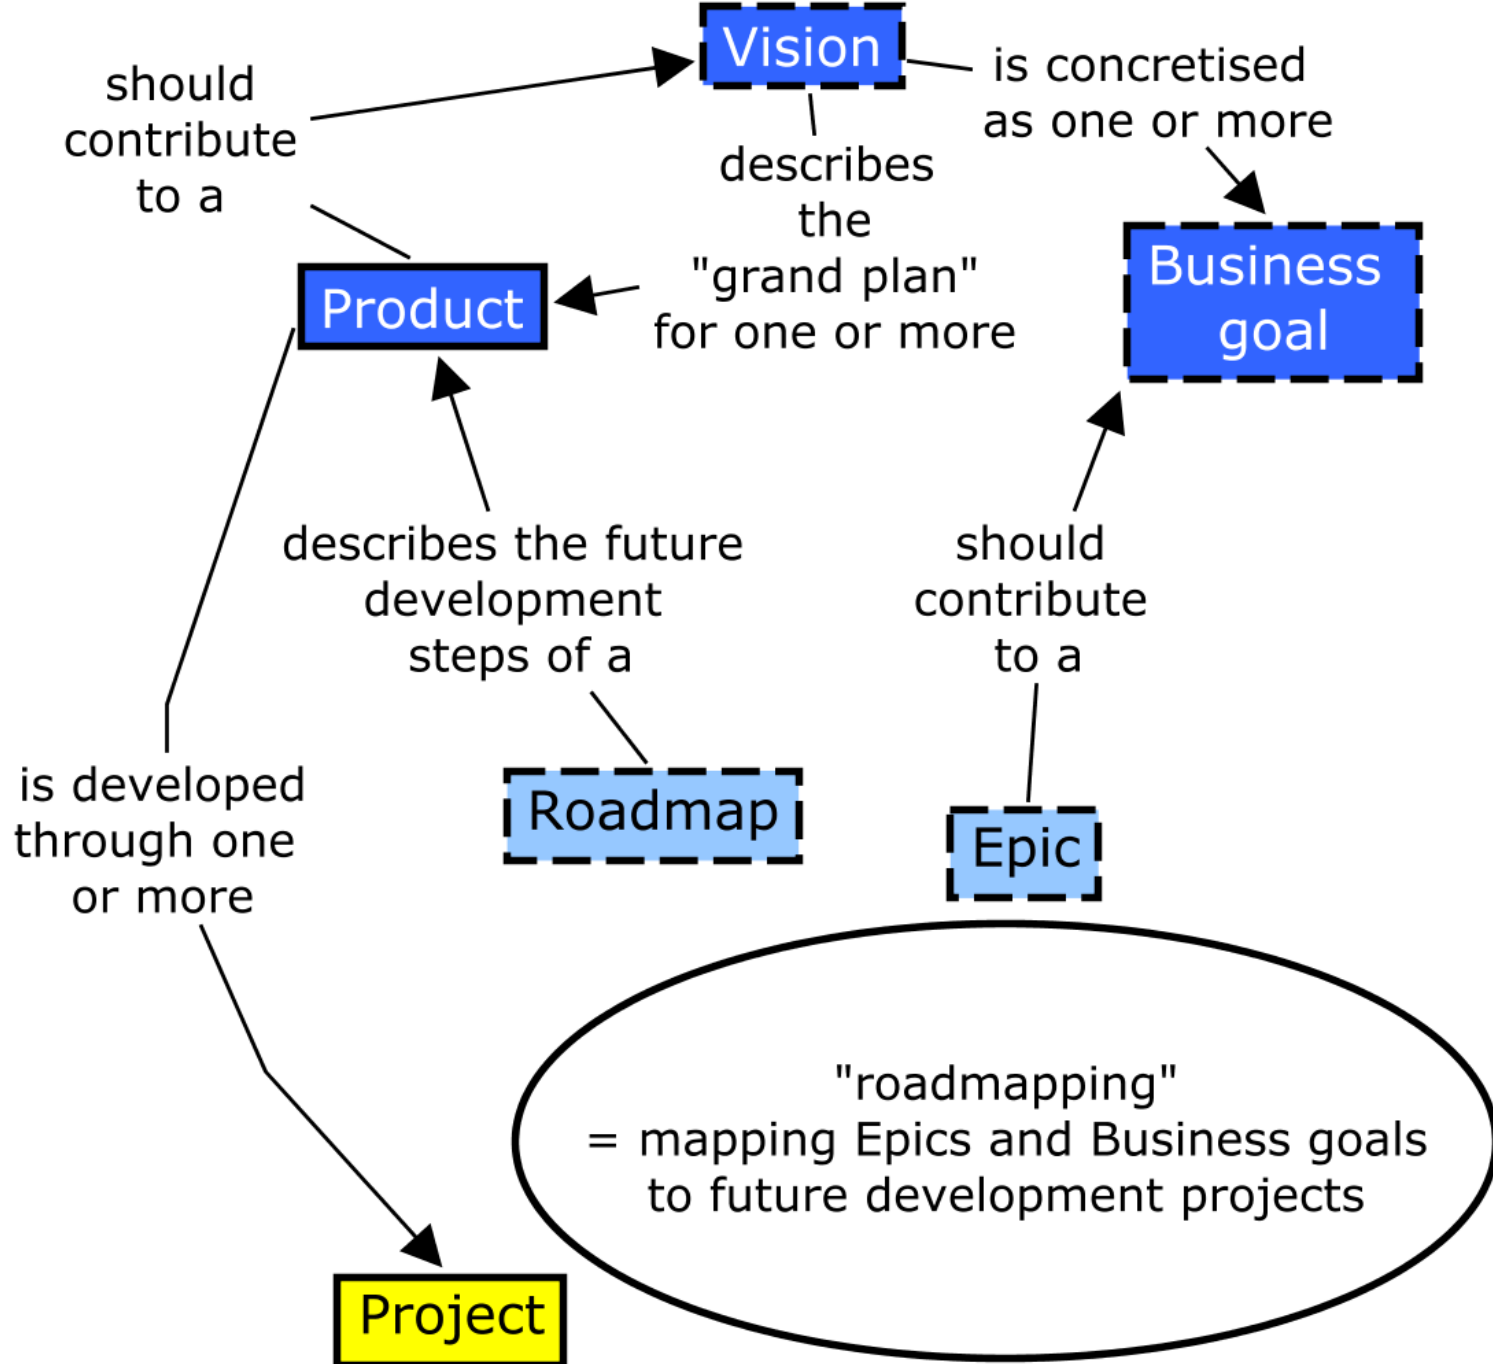 Vision
is concretised
as one or more
should
contribute
to a
describes
the
"grand plan"
for one or more
Business
goal
Product
describes the future
development
steps of a
should
contribute
to a
is developed
through one
or more
Roadmap
Epic
"roadmapping"
= mapping Epics and Business goals
to future development projects
Project